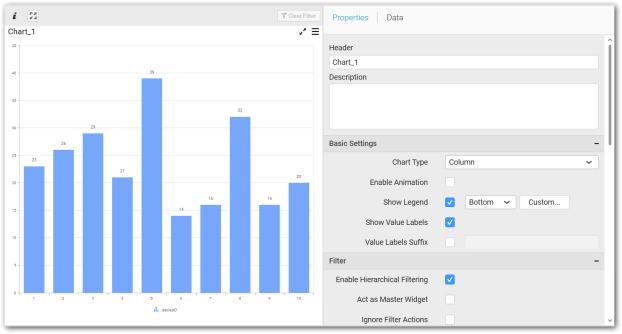 i
Clear Filter
Chart_1
45
40
35
30
25
20
15
10
5
0
23
26
29
21
39
14
16
32
16
20
1
2
3
4
5
6
7
8
9
10
series0
Properties
Data
Header
Chart_1
Description
Basic Settings
Chart Type
Column
Enable Animation
Show Legend
Bottom
Custom...
Show Value Labels
Value Labels Suffix
Filter
Enable Hierarchical Filtering
Act as Master Widget
Ignore Filter Actions